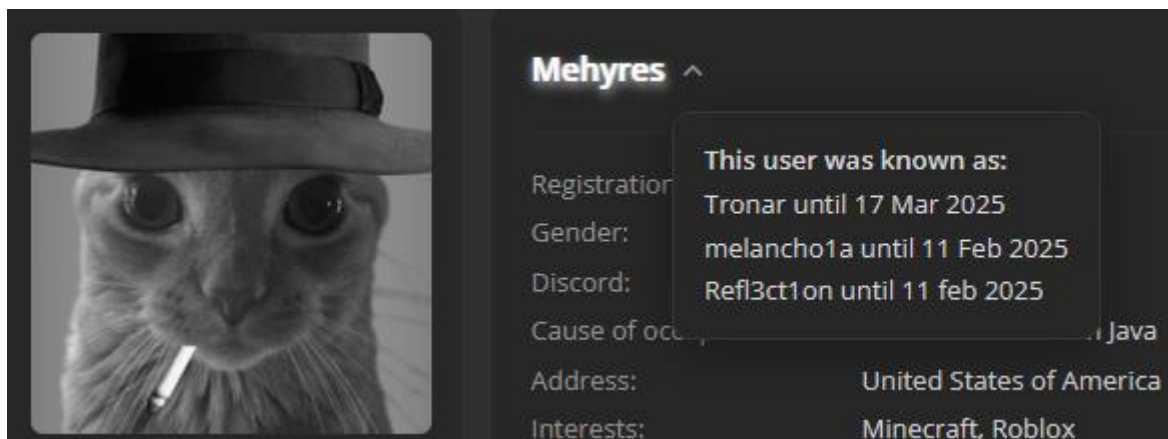 Mehyres
This user was known as:
Tronar until 17 Mar 2025
melancho1a until 11 Feb 2025
Refl3ct1on until 11 feb 2025
Registration
Gender:
Discord:
Cause of Java
Address: United States of America
Interests: Minecraft, Roblox